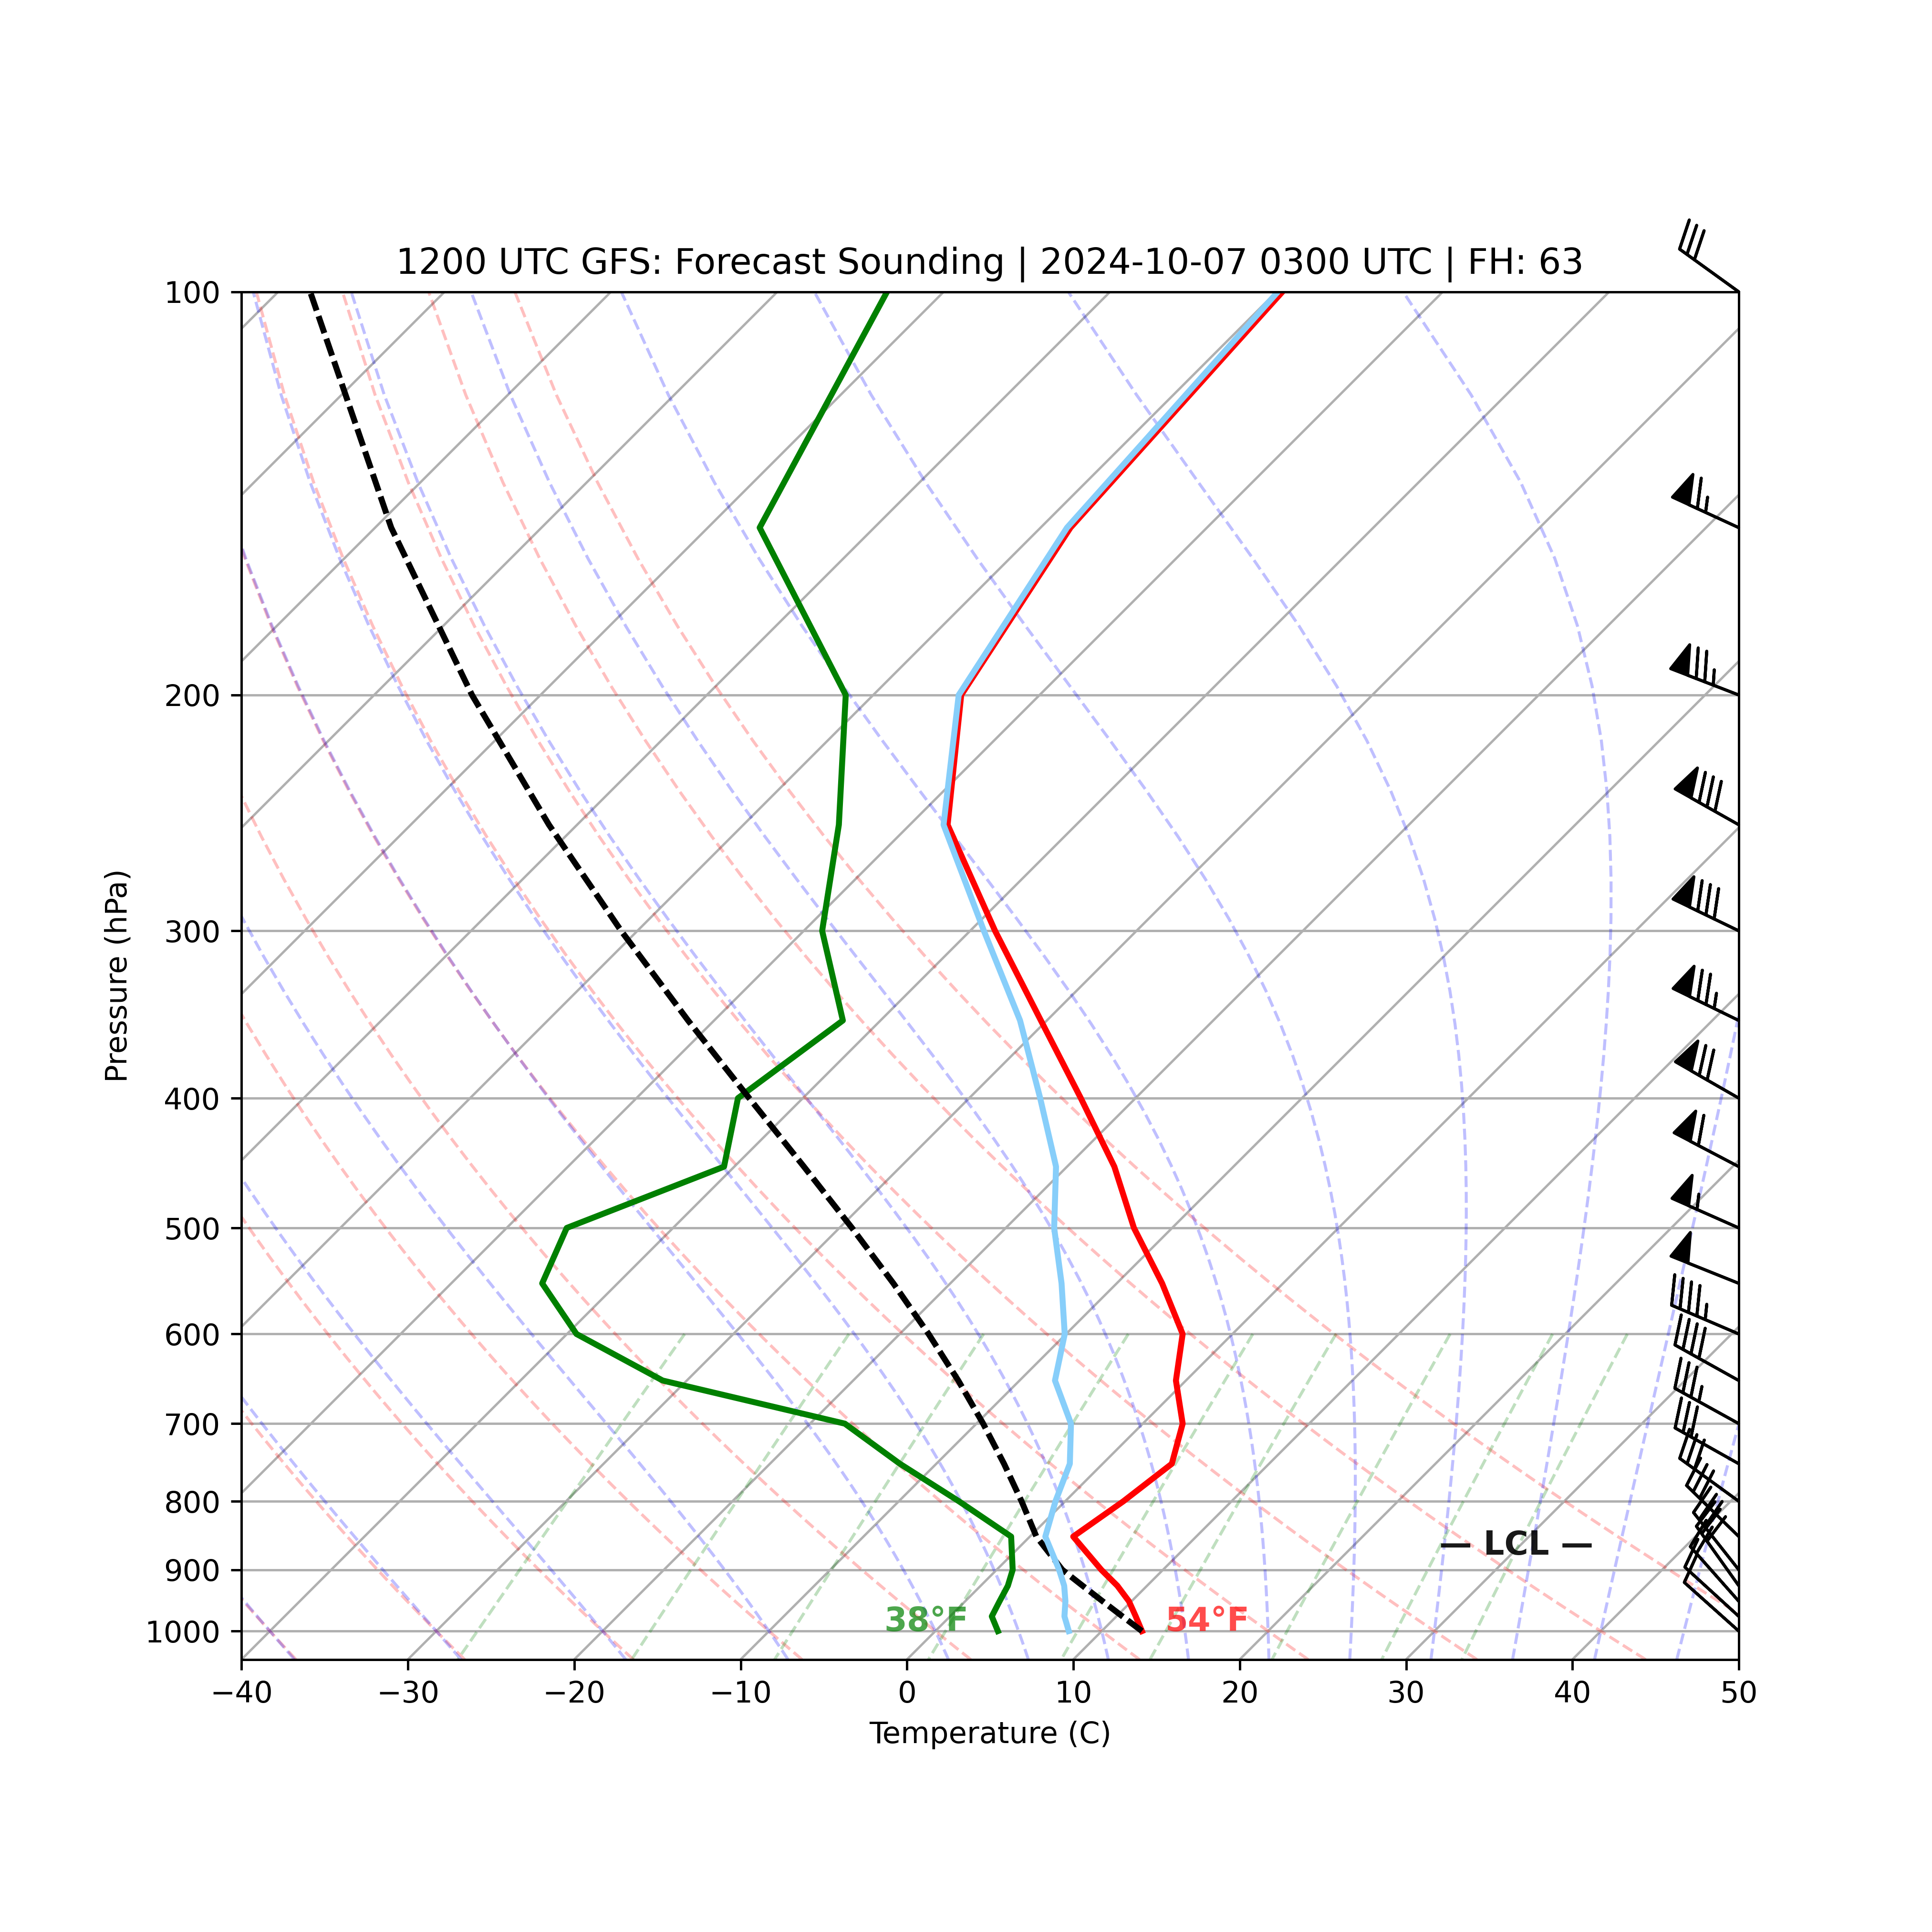 1200 UTC GFS: Forecast Sounding | 2024-10-07 0300 UTC | FH: 63
100
200
300
400
500
600
700
800
900
1000
Pressure (hPa)
— LCL —
38°F
54°F
−40 −30 −20 −10 0 10 20 30 40 50
Temperature (C)